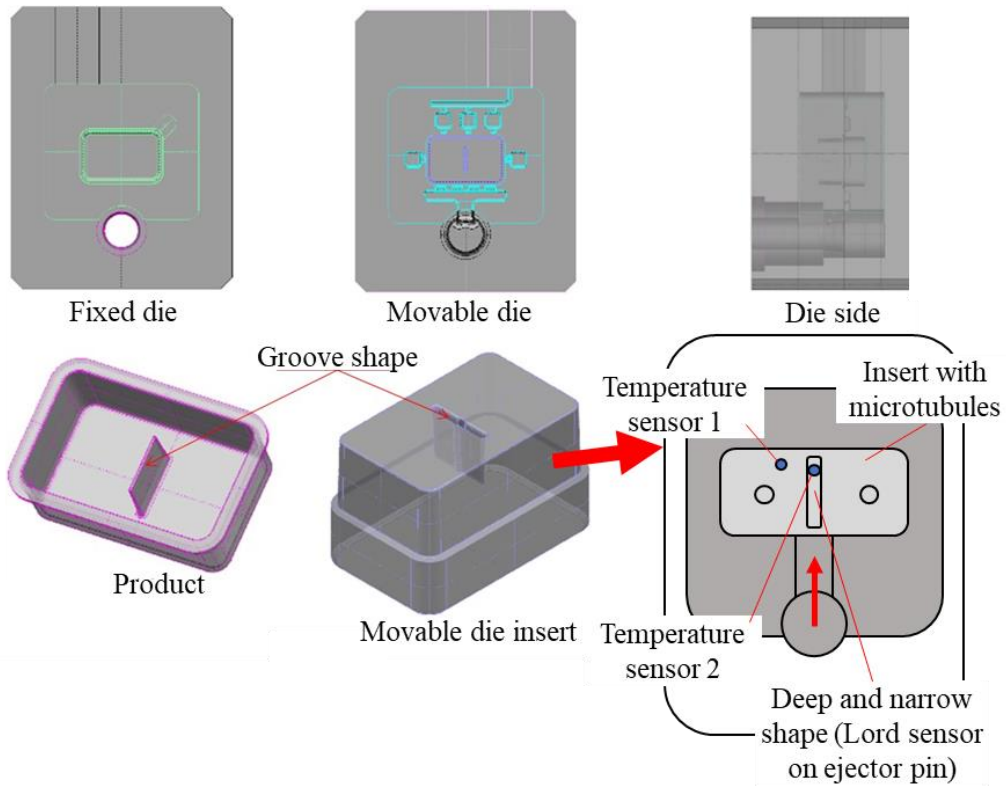 Fixed die
Movable die
Die side
Groove shape
Product
Movable die insert
Temperature
sensor 1
Insert with
microtubules
Temperature
sensor 2
Deep and narrow
shape (Lord sensor
on ejector pin)